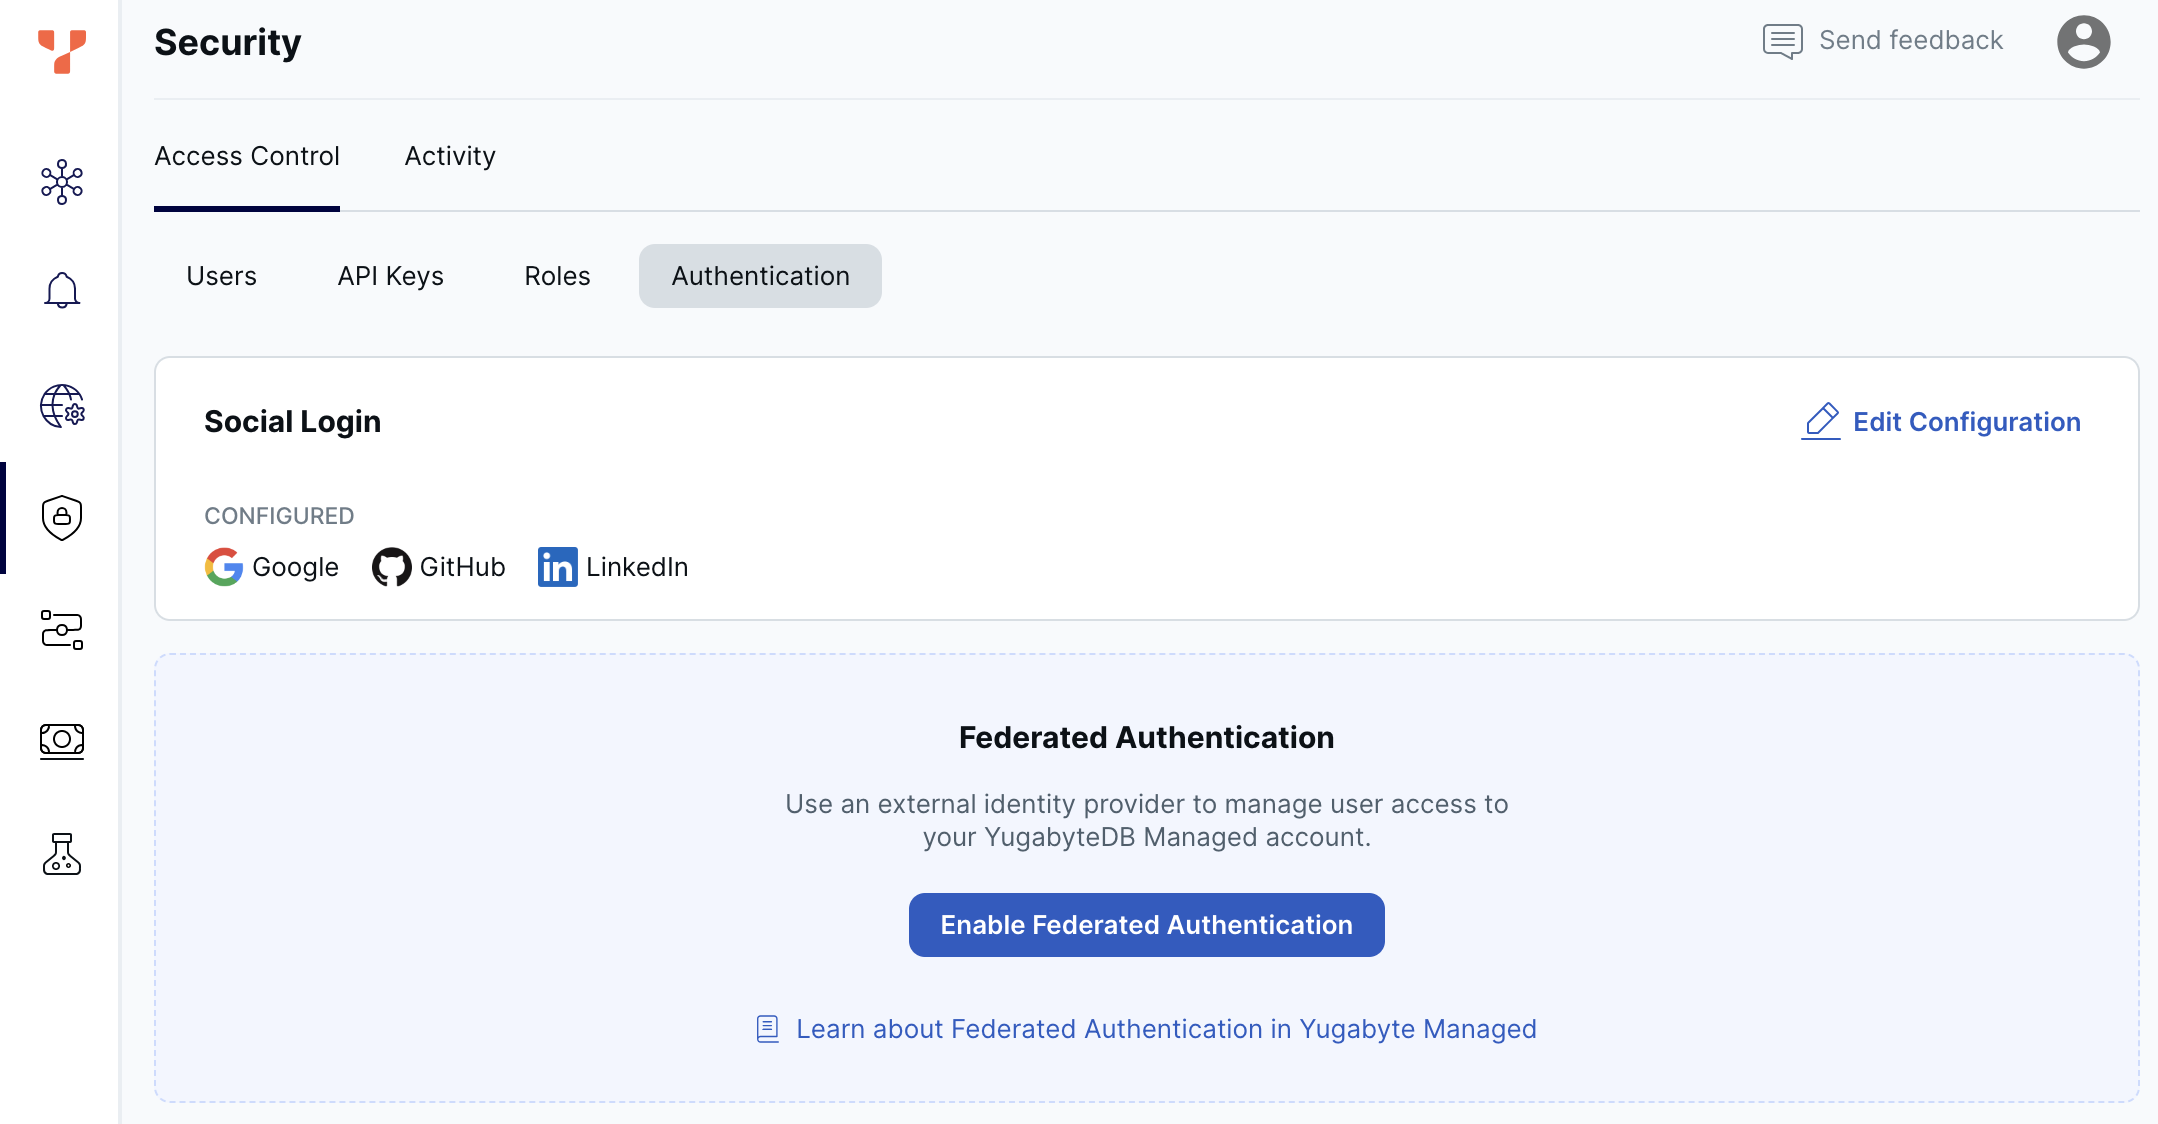 Security
Send feedback
Access Control
Activity
Users
API Keys
Roles
Authentication
Social Login
Edit Configuration
CONFIGURED
Google
GitHub
LinkedIn
Federated Authentication
Use an external identity provider to manage user access to
your YugabyteDB Managed account.
Enable Federated Authentication
Learn about Federated Authentication in Yugabyte Managed